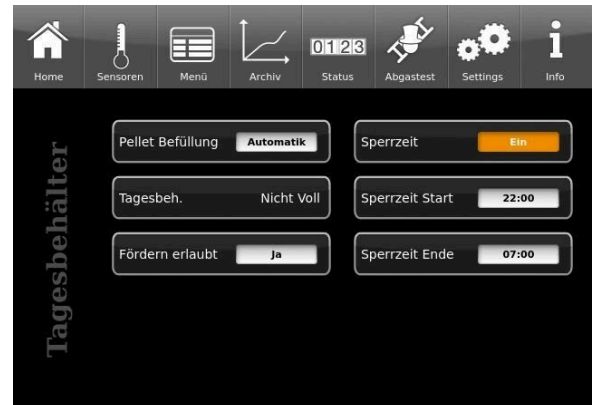 0123
Home
Sensoren
Menü
Archiv
Status
Abgastest
Settings
Info
Tagesbehälter
Pellet Befüllung Automatik
Sperrzeit Ein
Tagesbeh. Nicht Voll
Sperrzeit Start 22:00
Fördern erlaubt Ja
Sperrzeit Ende 07:00